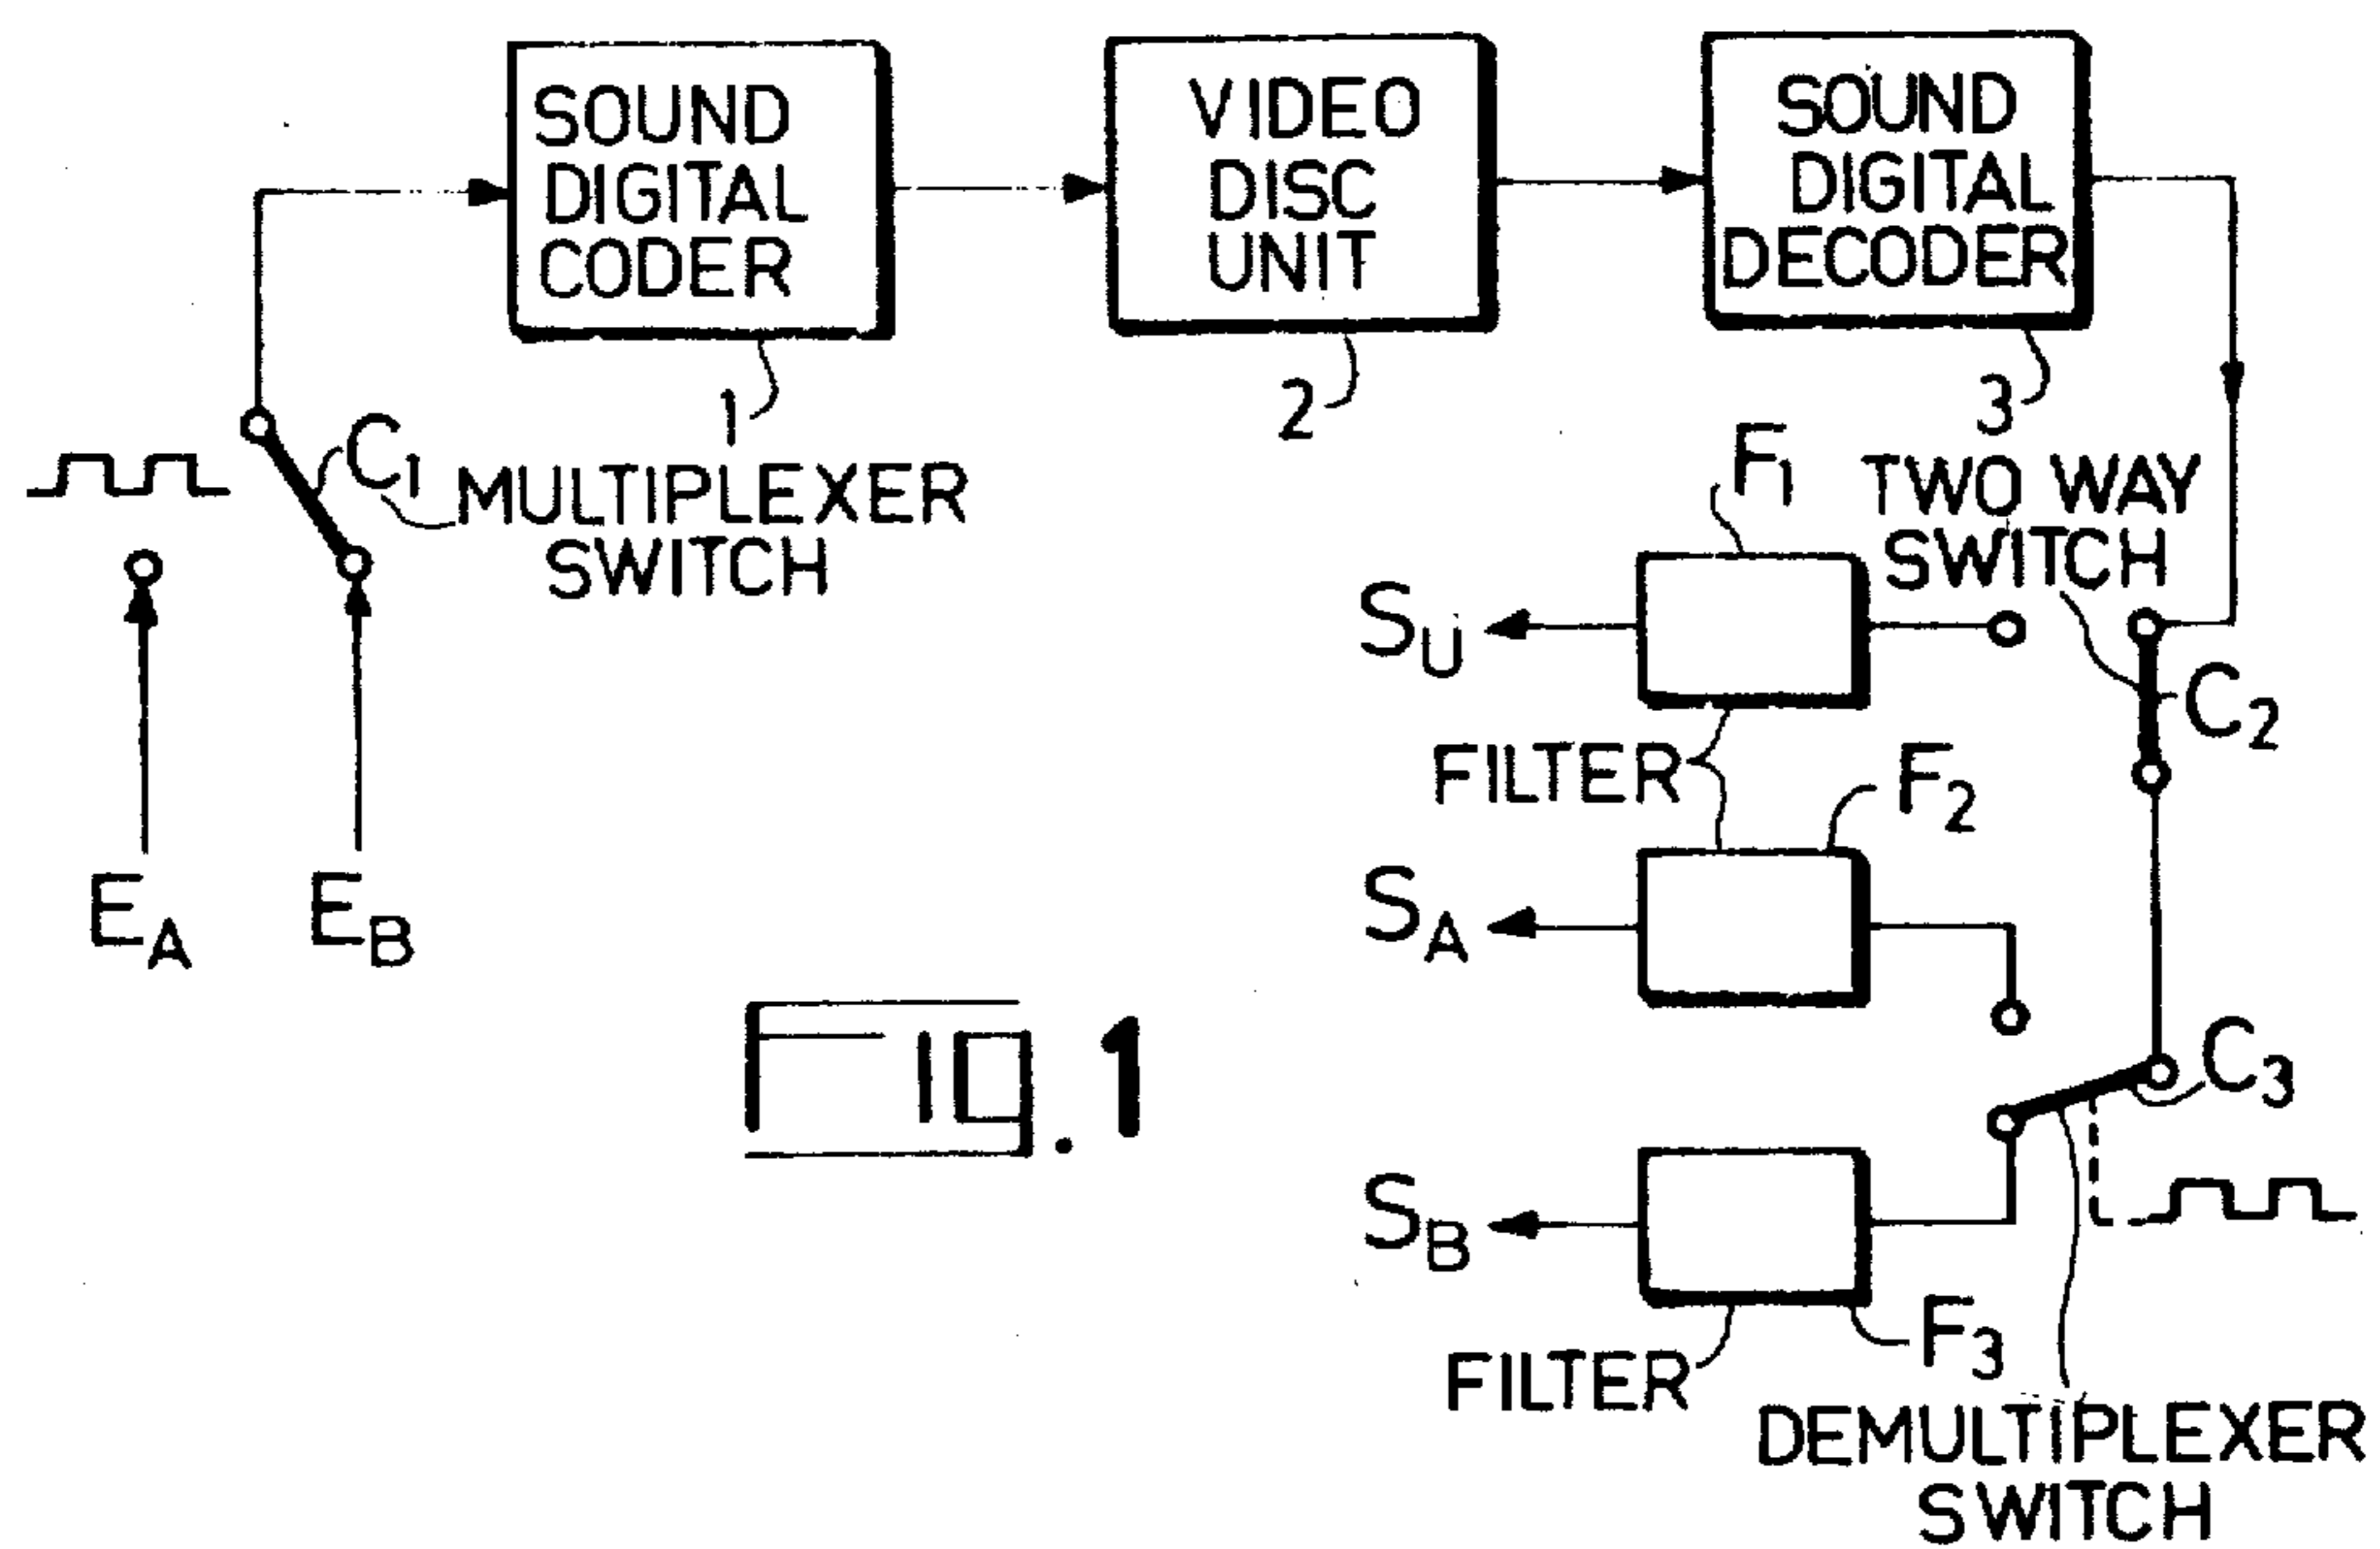 SOUND
DIGITAL
CODER
VIDEO
DISC
UNIT
SOUND
DIGITAL
DECODER
1
2
3
C1
MULTIPLEXER
SWITCH
F1
TWO WAY
SWITCH
SU
C2
FILTER
F2
EA
EB
SA
FIG.1
C3
SB
F3
FILTER
DEMULTIPLEXER
SWITCH